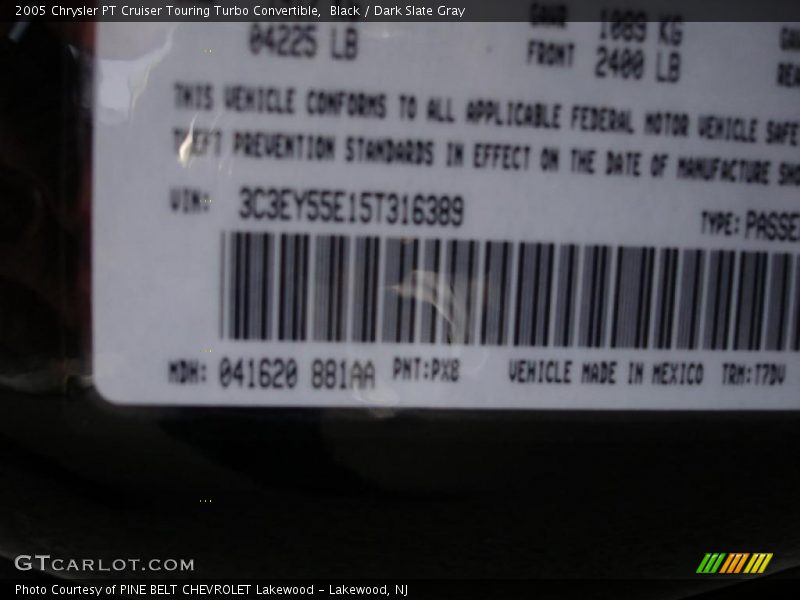 2005 Chrysler PT Cruiser Touring Turbo Convertible, Black / Dark Slate Gray
04225 LB
GAWR 1089 KG
FRONT 2400 LB
THIS VEHICLE CONFORMS TO ALL APPLICABLE FEDERAL MOTOR VEHICLE SAFE
THEFT PREVENTION STANDARDS IN EFFECT ON THE DATE OF MANUFACTURE SHO
VIN: 3C3EY55E15T316389 TYPE: PASSE
MDH: 041620 881AA PNT:PX8 VEHICLE MADE IN MEXICO TRM:T7DV
GTCARLOT.COM
Photo Courtesy of PINE BELT CHEVROLET Lakewood - Lakewood, NJ